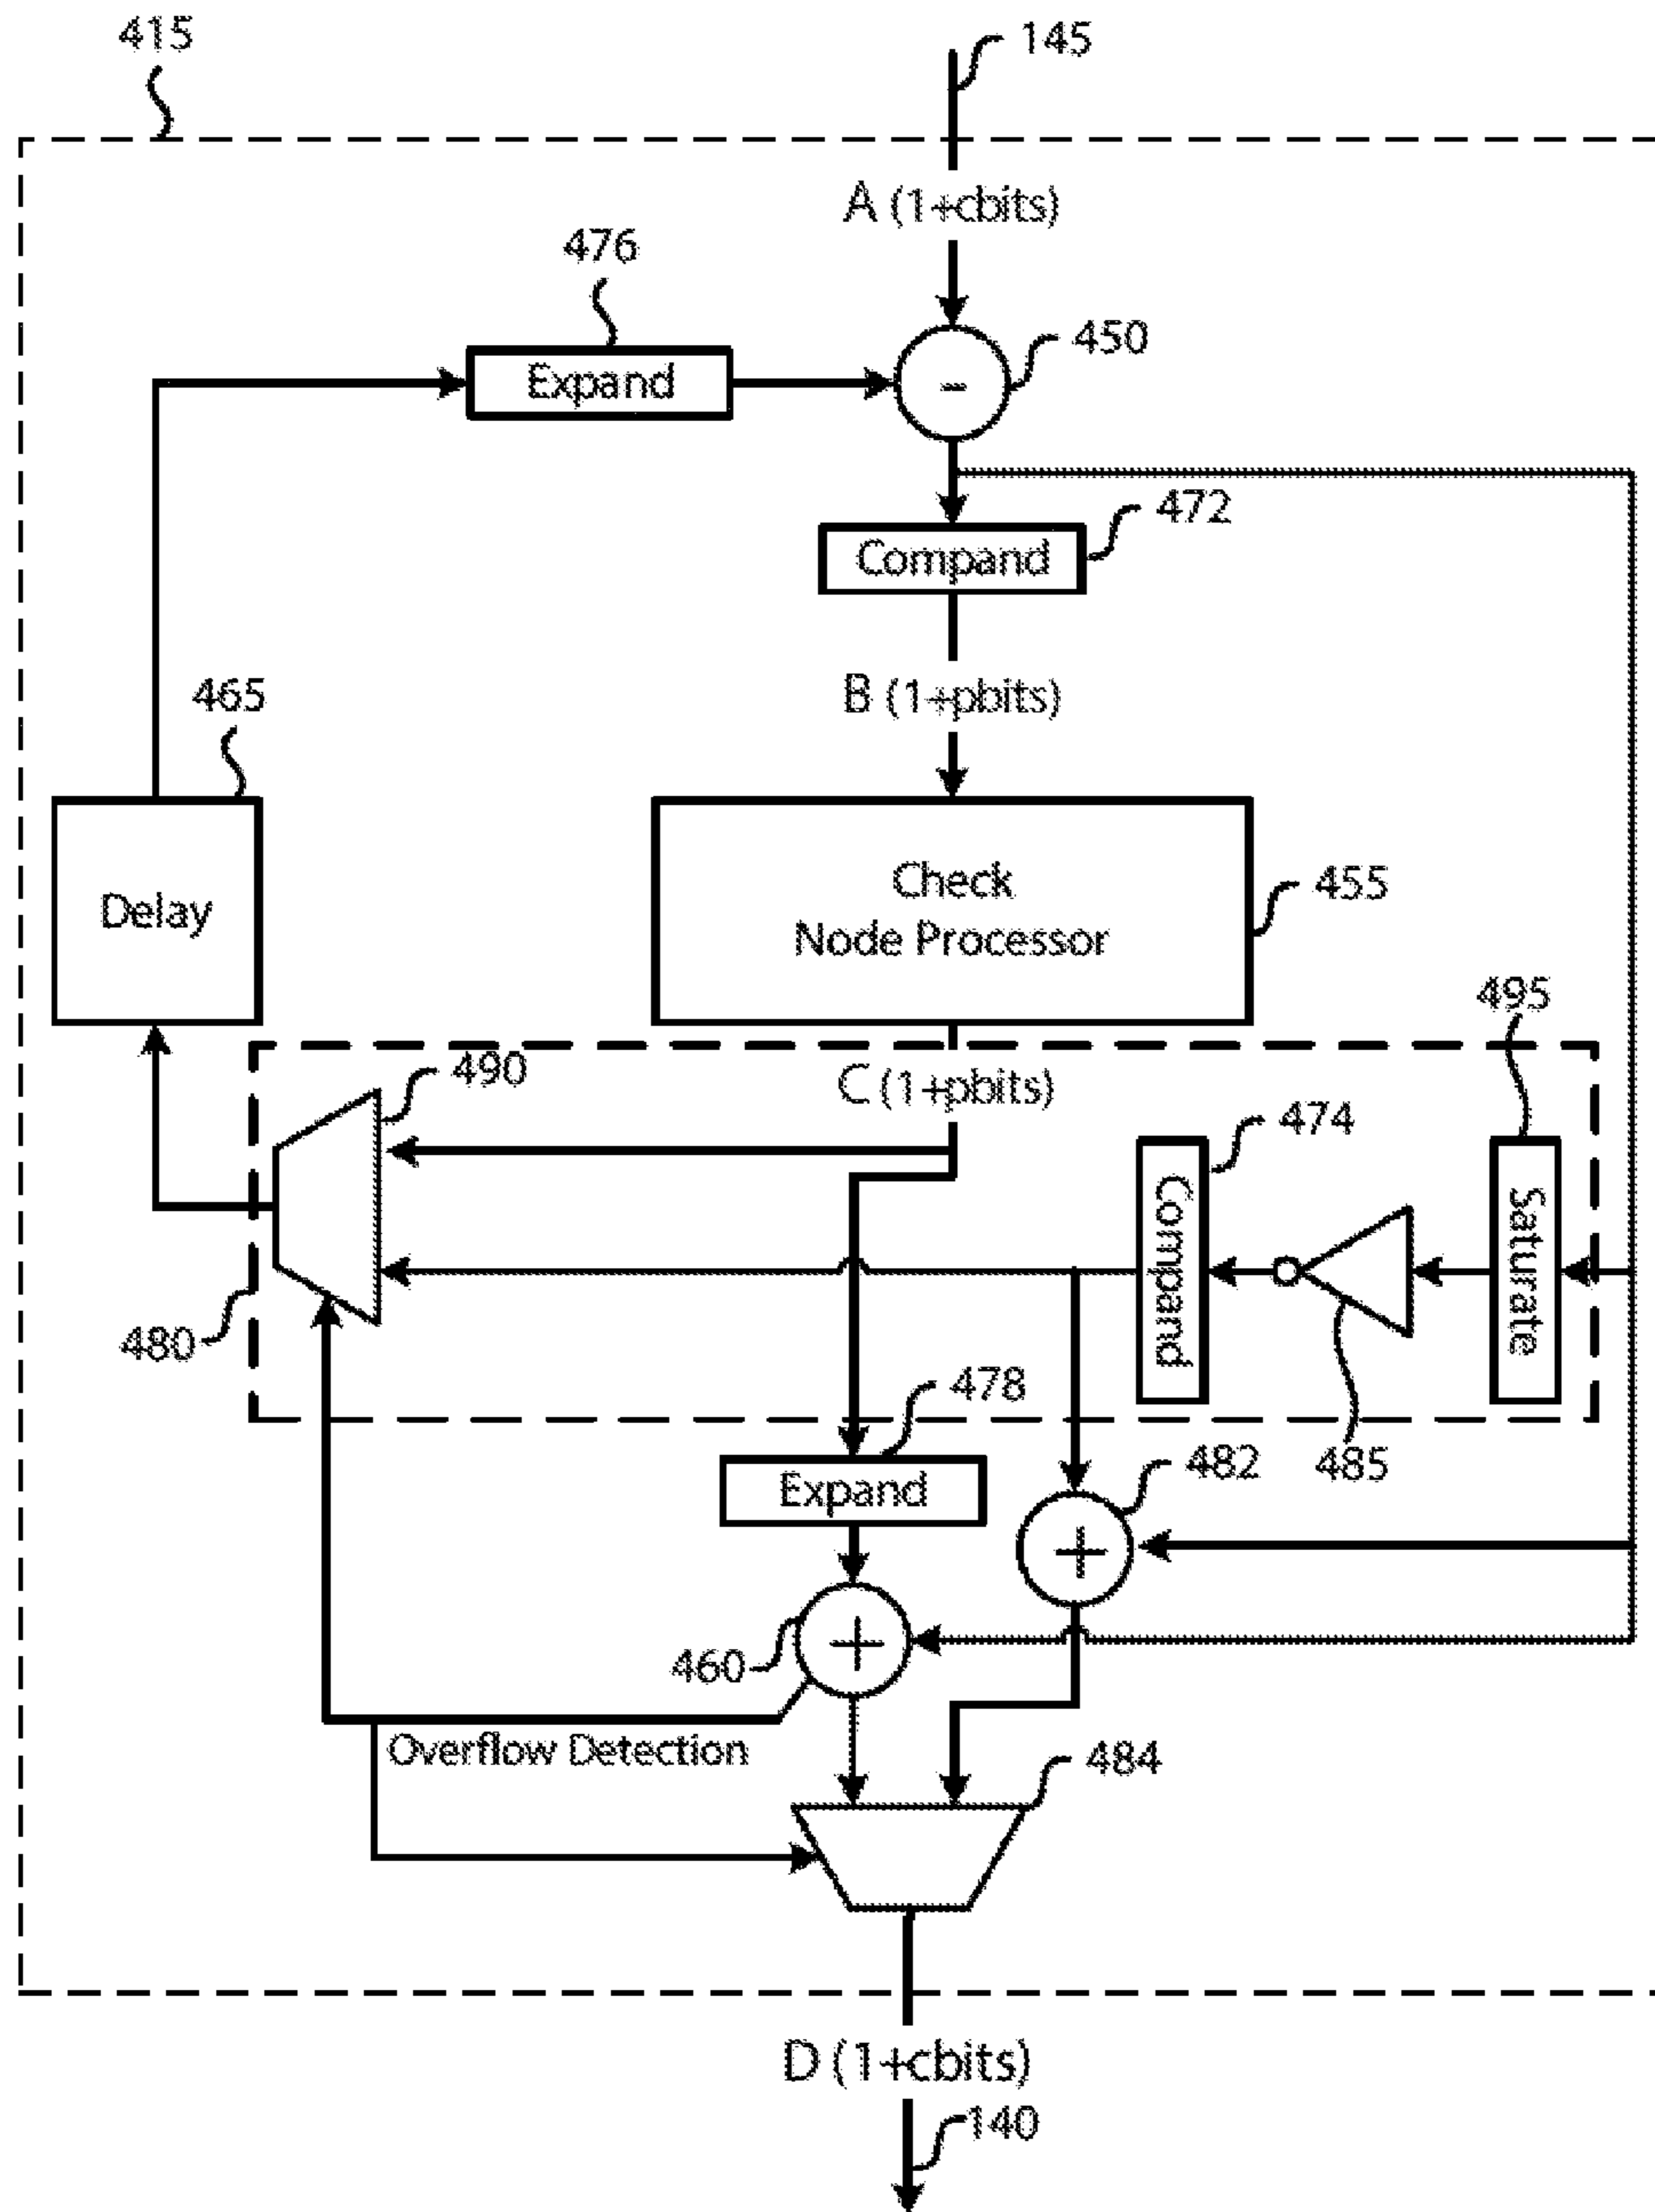 415
145
A (1+cbits)
476
450
Expand
-
472
Compand
B (1+pbits)
465
Delay
Check
Node Processor
455
495
490
C (1+pbits)
474
Compand
Saturate
480
478
485
482
Expand
+
460
+
Overflow Detection
484
D (1+cbits)
140